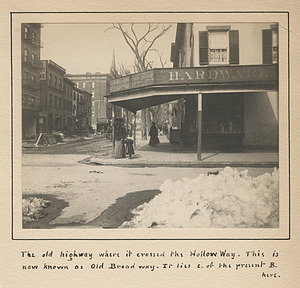 HARDWARE
The old highway where it crossed the Hollow Way. This is
now known as Old Broadway. It lies E. of the present B.
here.